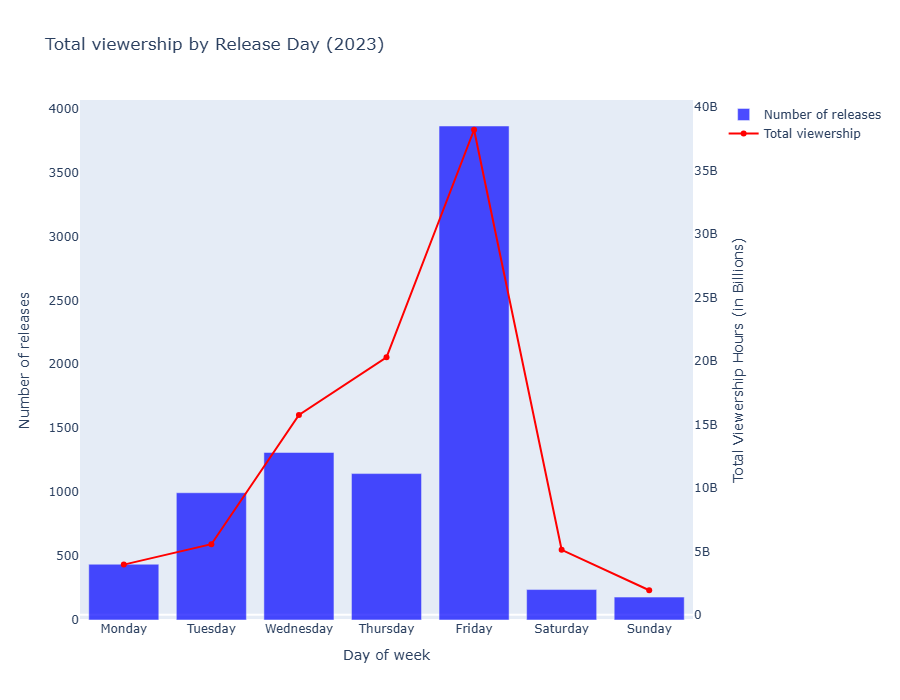 Total viewership by Release Day (2023)
Number of releases
Total viewership
4000
3500
3000
2500
2000
1500
1000
500
0
Number of releases
40B
35B
30B
25B
20B
15B
10B
5B
0
Total Viewership Hours (in Billions)
Monday Tuesday Wednesday Thursday Friday Saturday Sunday
Day of week